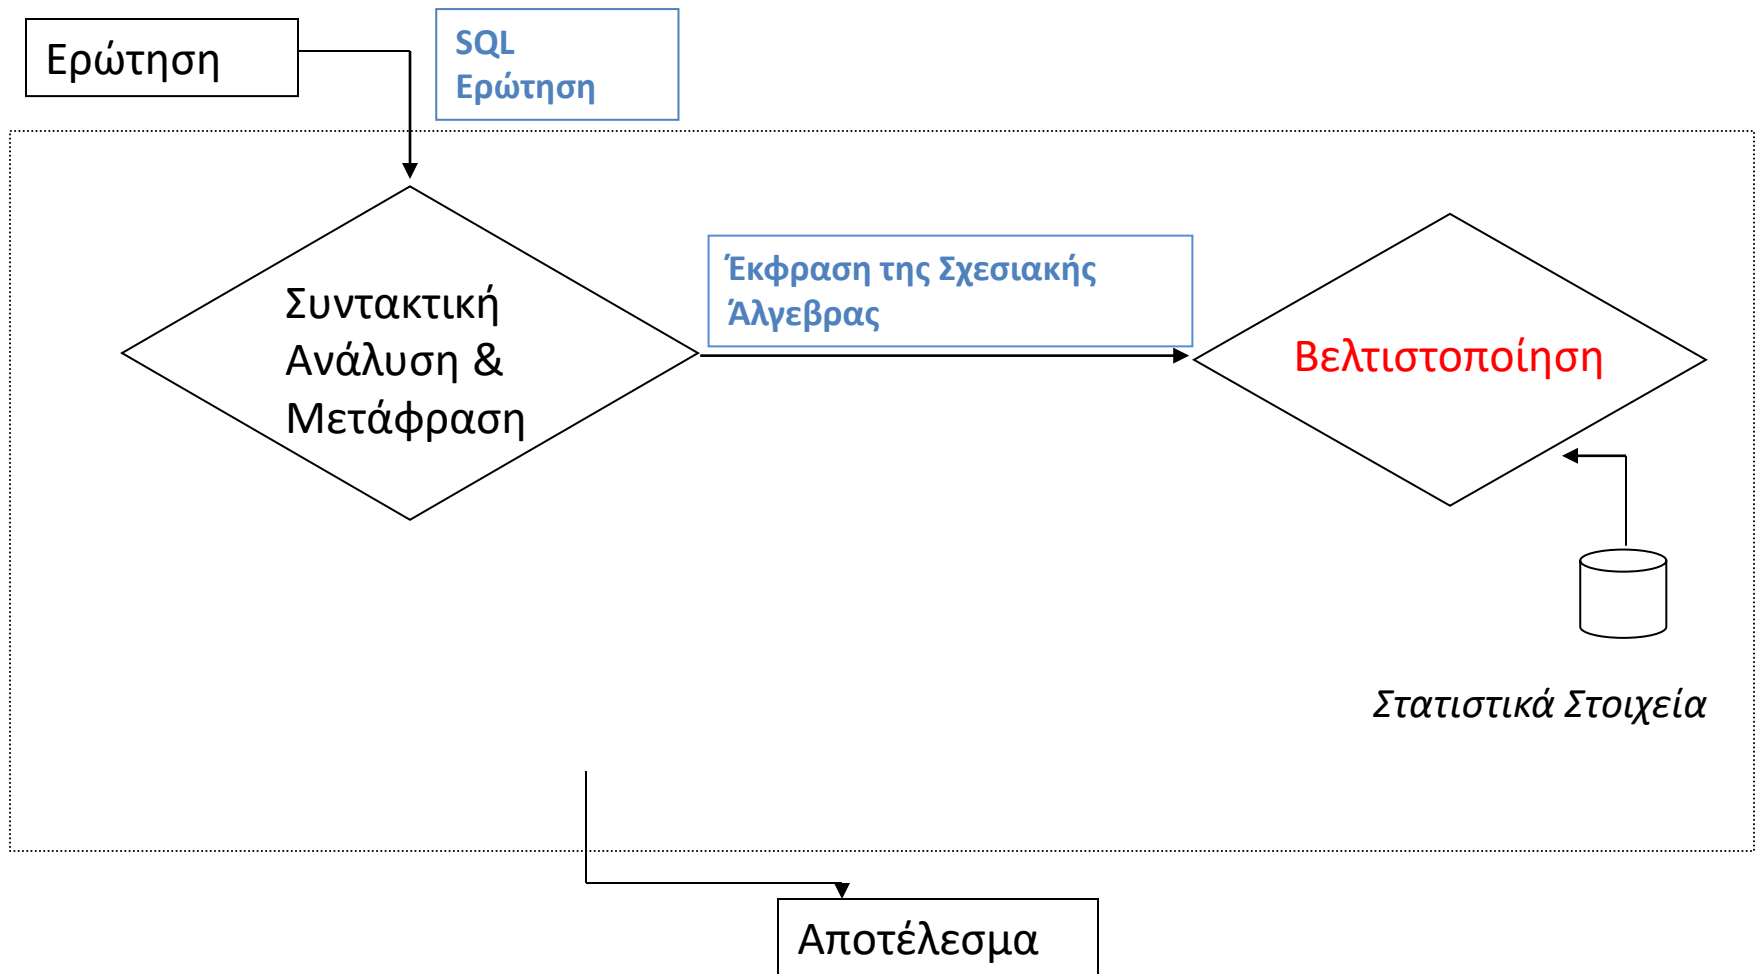 Ερώτηση
SQL
Ερώτηση
Έκφραση της Σχεσιακής
Άλγεβρας
Συντακτική
Ανάλυση &
Μετάφραση
Βελτιστοποίηση
Στατιστικά Στοιχεία
Αποτέλεσμα